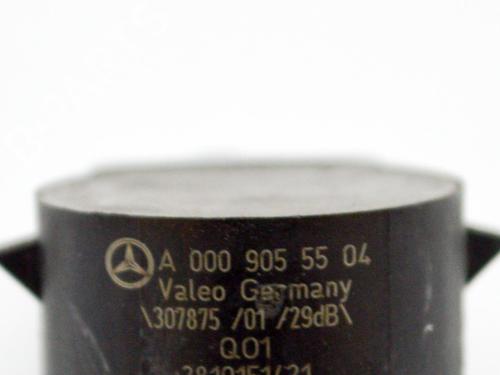 A 000 905 55 04
Valeo Germany
\307875 /01 /29dB\
Q01